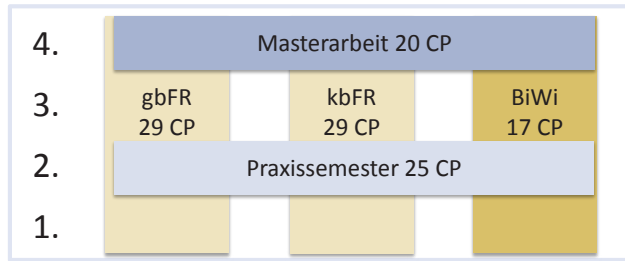 4.
Masterarbeit 20 CP
3.
gbFR
29 CP
kbFR
29 CP
BiWi
17 CP
2.
Praxissemester 25 CP
1.